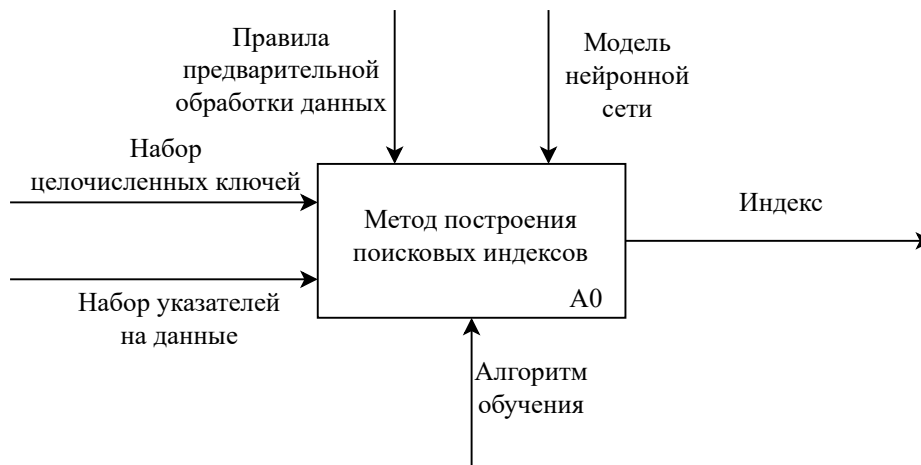 Правила
предварительной
обработки данных
Модель
нейронной
сети
Набор
целочисленных ключей
Метод построения
поисковых индексов
A0
Индекс
Набор указателей
на данные
Алгоритм
обучения